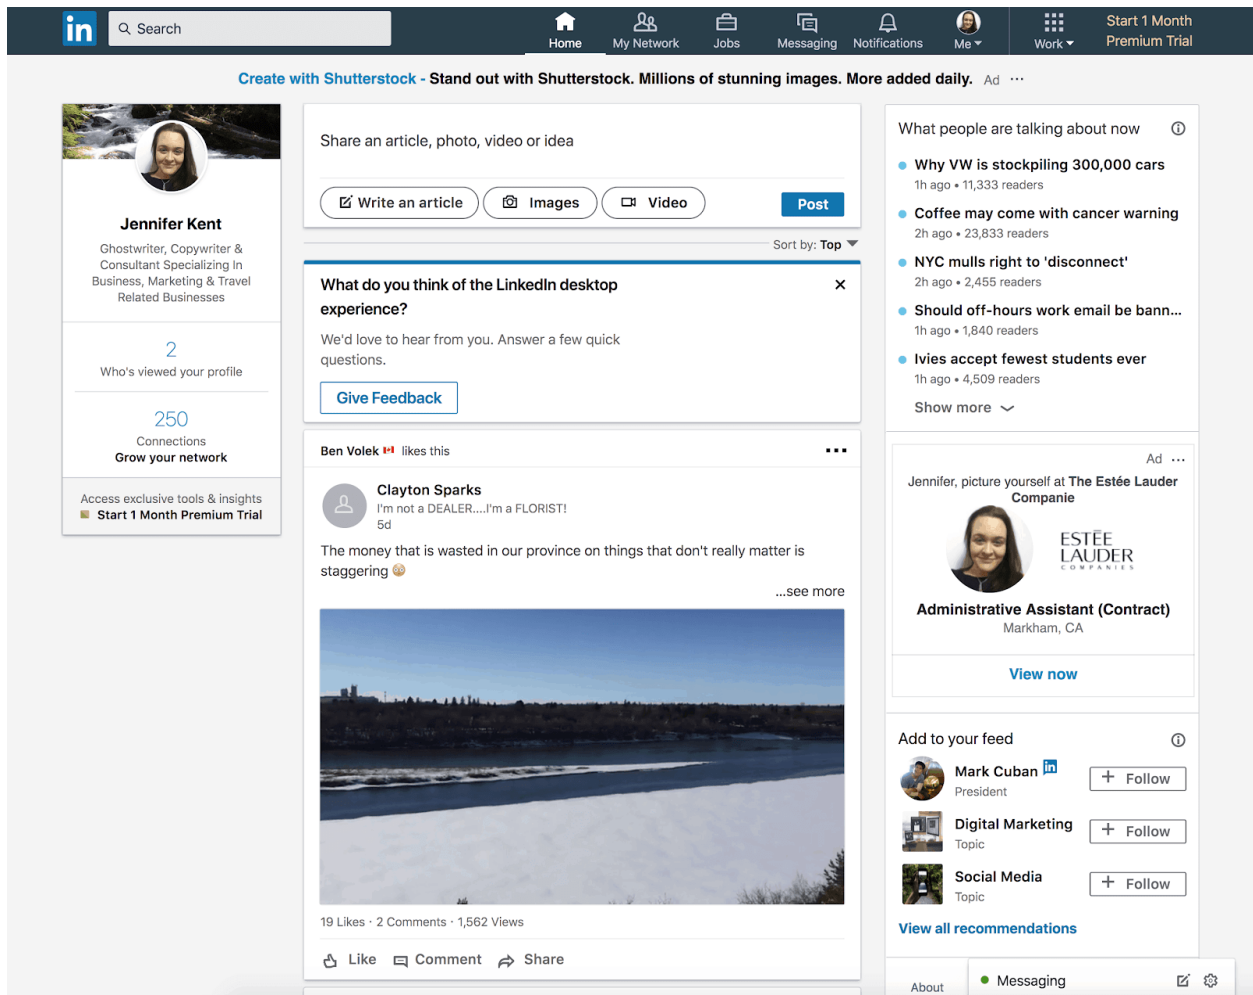 in
Search
Home
My Network
Jobs
Messaging
Notifications
Me
Work
Start 1 Month
Premium Trial
Create with Shutterstock - Stand out with Shutterstock. Millions of stunning images. More added daily. Ad ...
Jennifer Kent
Ghostwriter, Copywriter &
Consultant Specializing In
Business, Marketing & Travel
Related Businesses
2
Who's viewed your profile
250
Connections
Grow your network
Access exclusive tools & insights
Start 1 Month Premium Trial
Share an article, photo, video or idea
Write an article
Images
Video
Post
Sort by: Top
What do you think of the LinkedIn desktop
experience?
We'd love to hear from you. Answer a few quick
questions.
Give Feedback
Ben Volek likes this
Clayton Sparks
I'm not a DEALER....I'm a FLORIST!
5d
The money that is wasted in our province on things that don't really matter is
staggering
...see more
19 Likes · 2 Comments · 1,562 Views
Like
Comment
Share
What people are talking about now
Why VW is stockpiling 300,000 cars
1h ago • 11,333 readers
Coffee may come with cancer warning
2h ago • 23,833 readers
NYC mulls right to 'disconnect'
2h ago • 2,455 readers
Should off-hours work email be bann...
1h ago • 1,840 readers
Ivies accept fewest students ever
1h ago • 4,509 readers
Show more
Ad ...
Jennifer, picture yourself at The Estée Lauder
Companie
ESTĒE
LAUDER
COMPANIES
Administrative Assistant (Contract)
Markham, CA
View now
Add to your feed
Mark Cuban in
President
+ Follow
Digital Marketing
Topic
+ Follow
Social Media
Topic
+ Follow
View all recommendations
About
Messaging